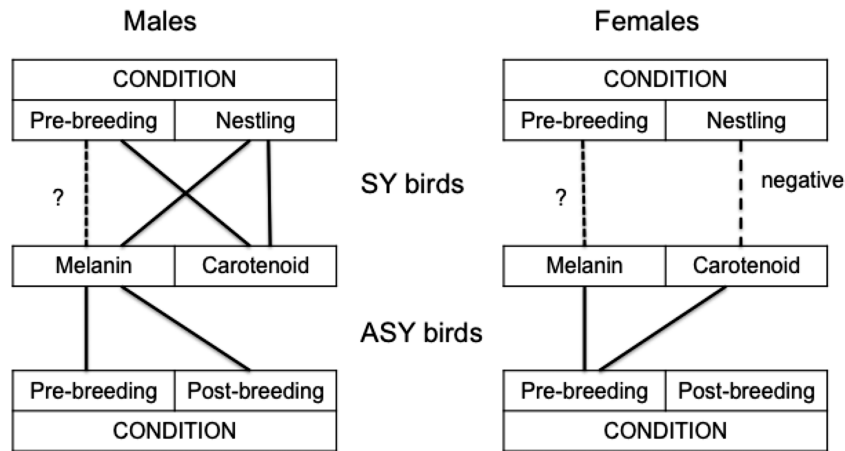 Males
Females
CONDITION
CONDITION
Pre-breeding Nestling
Pre-breeding Nestling
?
SY birds
?
negative
Melanin Carotenoid
Melanin Carotenoid
ASY birds
Pre-breeding Post-breeding
Pre-breeding Post-breeding
CONDITION
CONDITION